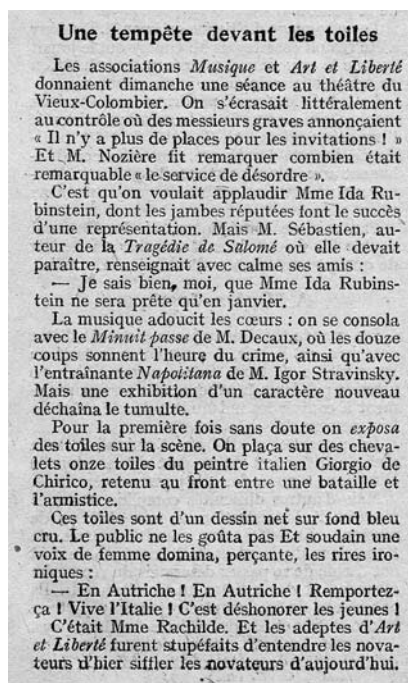 Une tempête devant les toiles
Les associations Musique et Art et Liberté
donnaient dimanche une séance au théâtre du
Vieux-Colombier. On s'écrasait littéralement
au contrôle où des messieurs graves annonçaient
« Il n'y a plus de places pour les invitations ! »
Et M. Nozière fit remarquer combien était
remarquable « le service de désordre ».
C'est qu'on voulait applaudir Mme Ida Ru-
binstein, dont les jambes réputées font le succès
d'une représentation. Mais M. Sébastien, au-
teur de la Tragédie de Salomé où elle devait
paraître, renseignait avec calme ses amis :
— Je sais bien, moi, que Mme Ida Rubins-
tein ne sera prête qu'en janvier.
La musique adoucit les cœurs : on se consola
avec le Minuit passe de M. Decaux, où les douze
coups sonnent l'heure du crime, ainsi qu'avec
l'entraînante Napolitana de M. Igor Stravinsky.
Mais une exhibition d'un caractère nouveau
déchaîna le tumulte.
Pour la première fois sans doute on exposa
des toiles sur la scène. On plaça sur des cheva-
lets onze toiles du peintre italien Giorgio de
Chirico, retenu au front entre une bataille et
l'armistice.
Ces toiles sont d'un dessin net sur fond bleu
cru. Le public ne les goûta pas Et soudain une
voix de femme domina, perçante, les rires iro-
niques :
— En Autriche ! En Autriche ! Remportez-
ça ! Vive l'Italie ! C'est déshonorer les jeunes !
C'était Mme Rachilde. Et les adeptes d'Art
et Liberté furent stupéfaits d'entendre les nova-
teurs d'hier siffler les novateurs d'aujourd'hui.